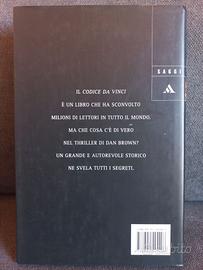 SAGGI
IL CODICE DA VINCI
È UN LIBRO CHE HA SCONVOLTO
MILIONI DI LETTORI IN TUTTO IL MONDO.
MA CHE COSA C'È DI VERO
NEL THRILLER DI DAN BROWN?
UN GRANDE E AUTOREVOLE STORICO
NE SVELA TUTTI I SEGRETI.
subito